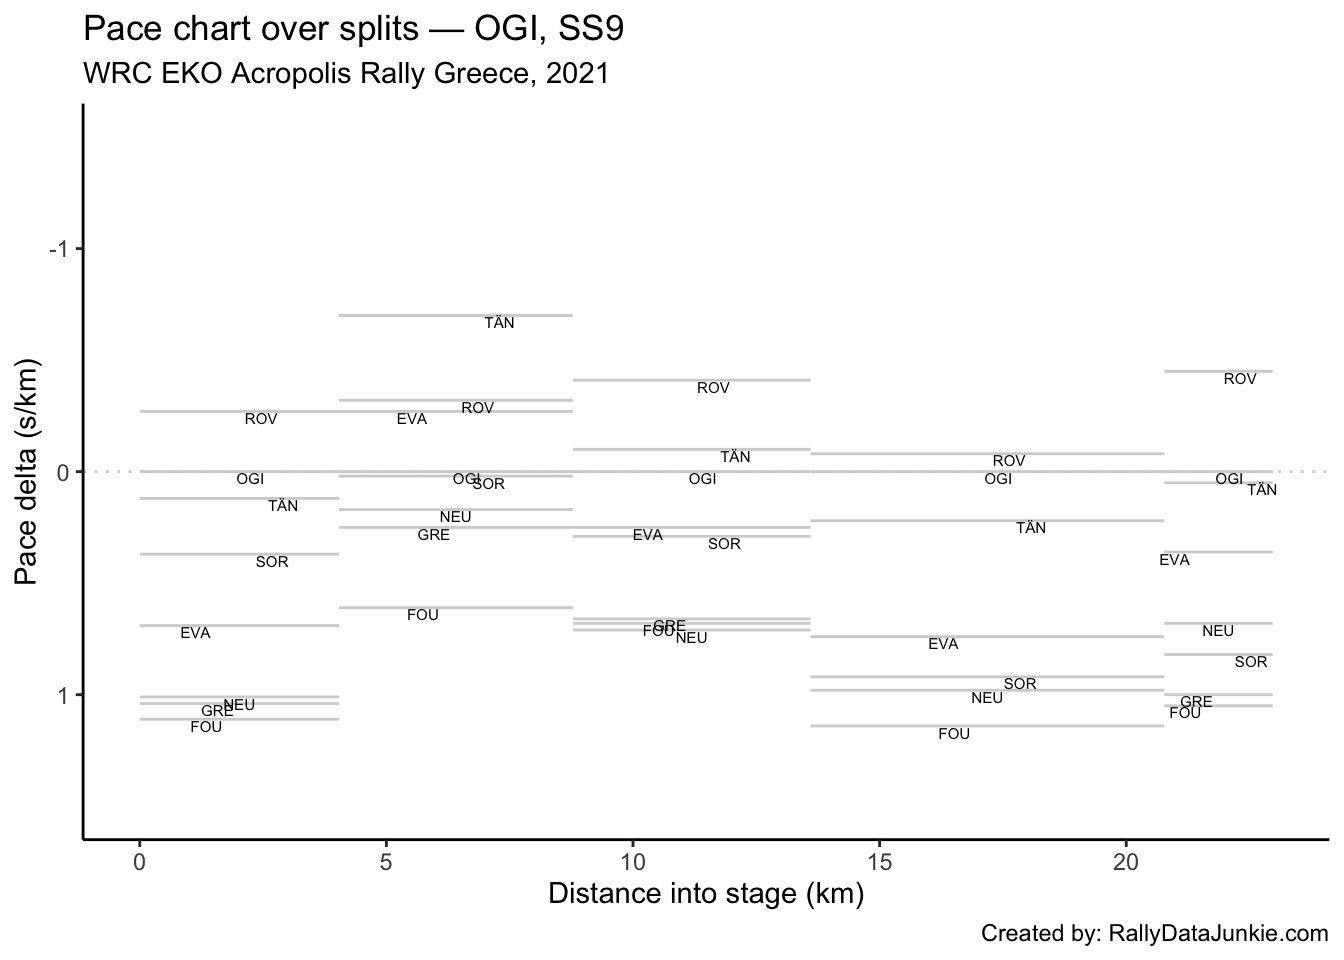 Pace chart over splits — OGI, SS9
WRC EKO Acropolis Rally Greece, 2021
Pace delta (s/km)
-1
0
1
ROV
OGI
TÄN
SOR
EVA
NEU
GRE
FOU
TÄN
ROV
EVA
OGI
SOR
NEU
GRE
FOU
ROV
TÄN
OGI
EVA
SOR
GRE
FOU
NEU
ROV
OGI
TÄN
EVA
SOR
NEU
FOU
ROV
OGI
TÄN
EVA
NEU
SOR
GRE
FOU
0 5 10 15 20
Distance into stage (km)
Created by: RallyDataJunkie.com